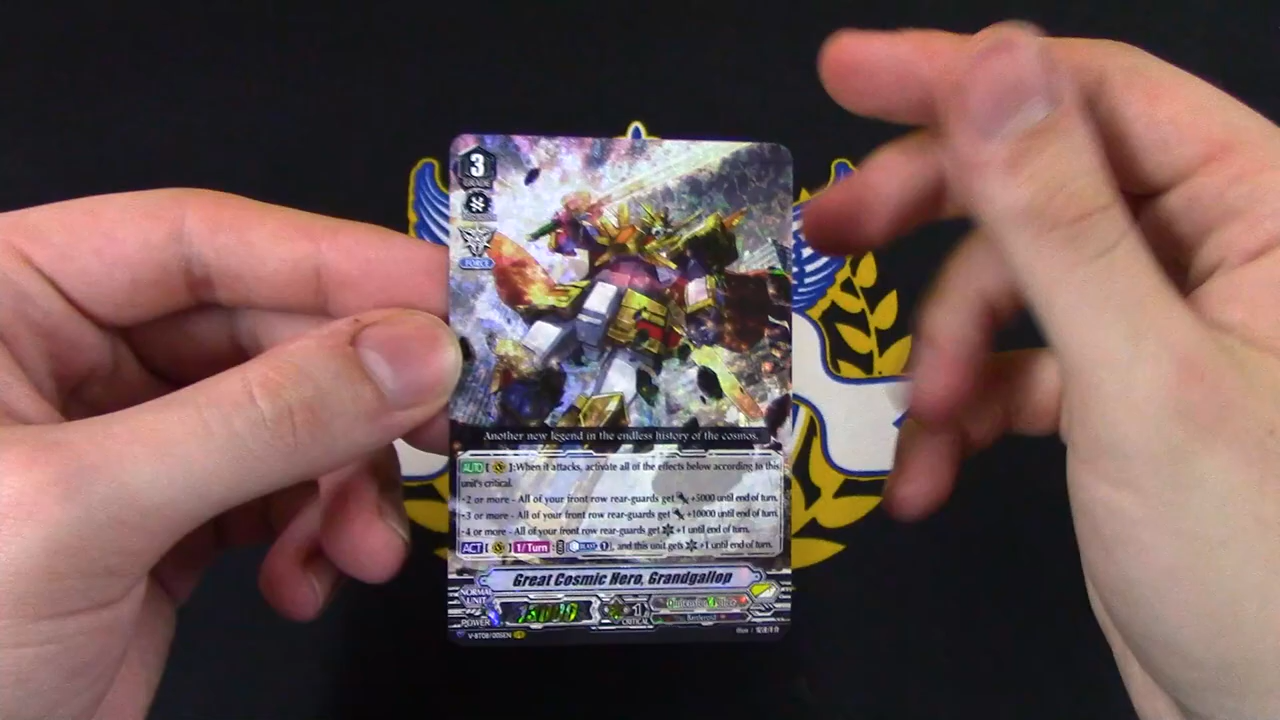 3
GRADE
FORCE
Another new legend in the endless history of the cosmos.
AUTO [ ]:When it attacks, activate all of the effects below according to this
unit's critical.
·2 or more - All of your front row rear-guards get +5000 until end of turn.
·3 or more - All of your front row rear-guards get +10000 until end of turn.
·4 or more - All of your front row rear-guards get +1 until end of turn.
ACT [ ] 1/Turn : BLAST 1 , and this unit gets +1 until end of turn.
Great Cosmic Hero, Grandgallop
NORMAL
UNIT
POWER 13000
1
CRITICAL
Dimension Police
Battleroid
V-BT08/005EN
Illus.